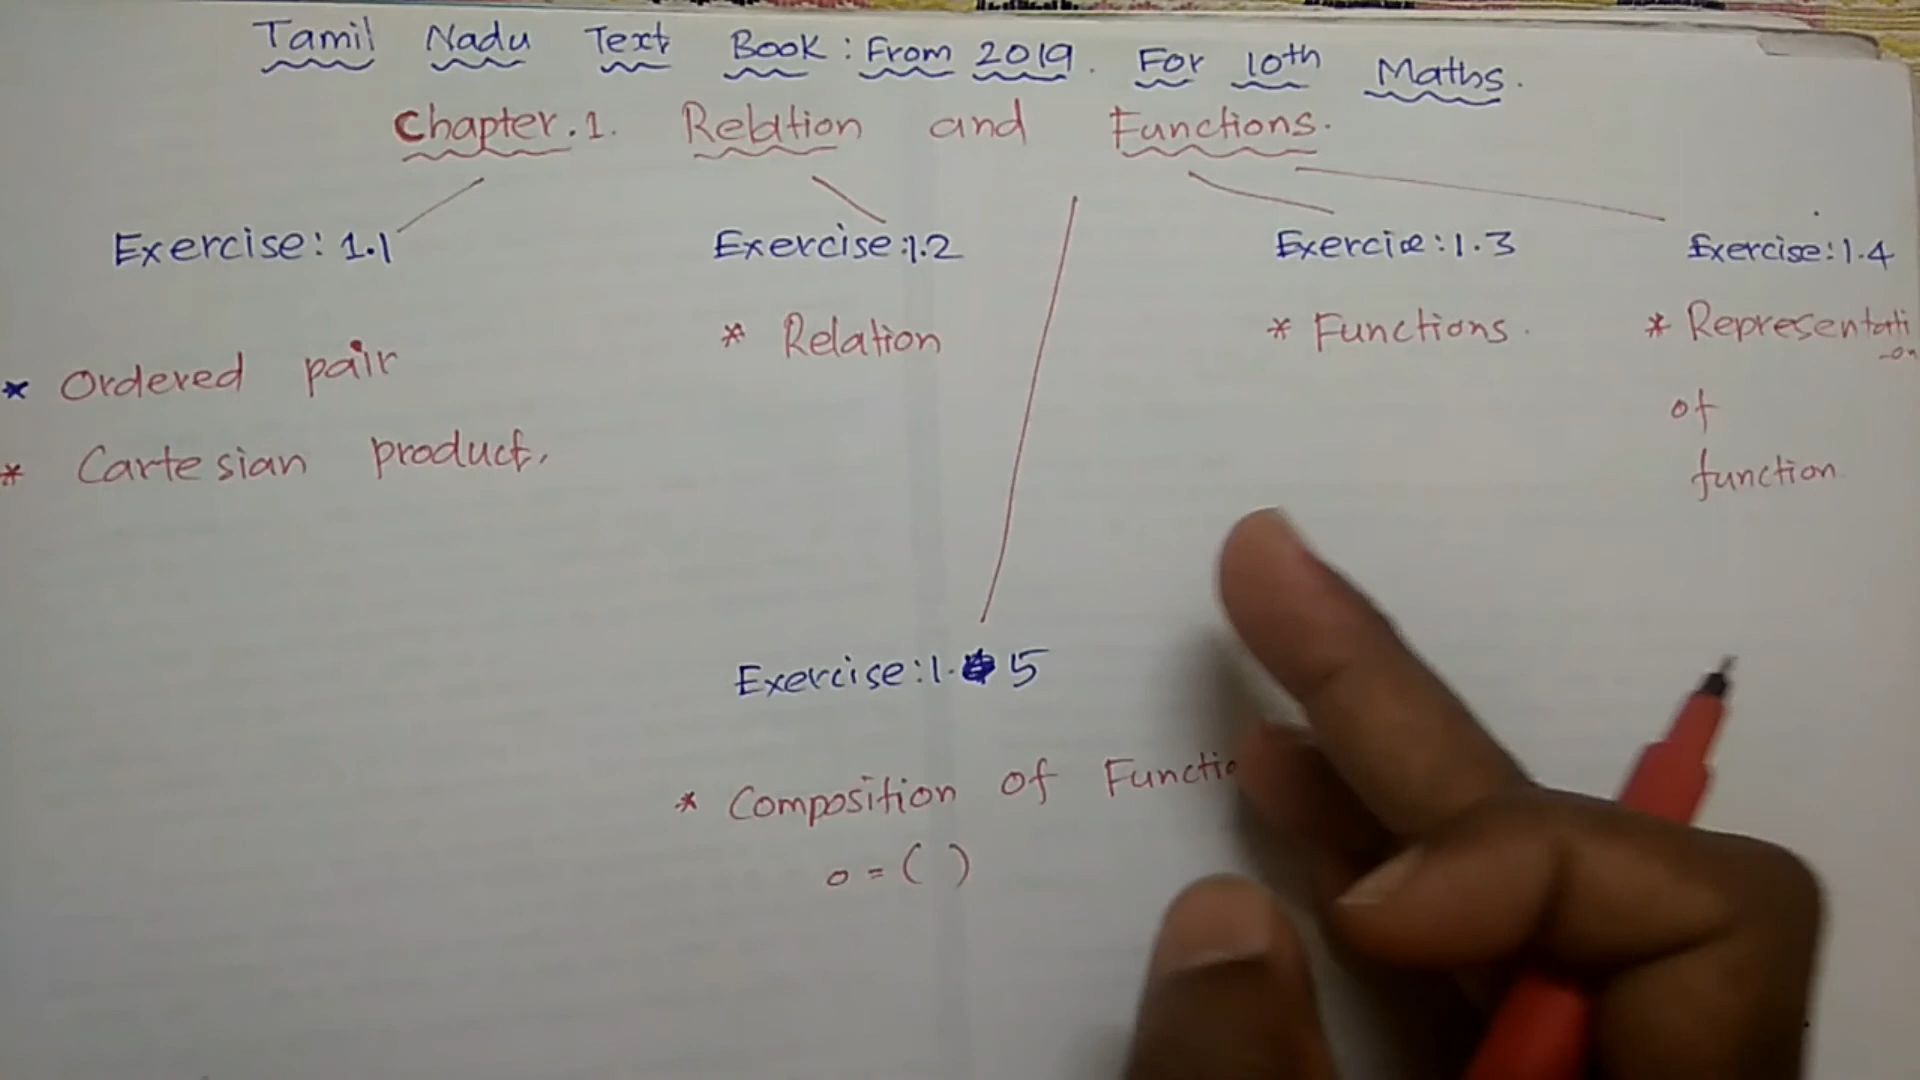 Tamil Nadu Text Book: From 2019. For 10th Maths.
Chapter.1. Relation and Functions.
Exercise: 1.1
* Ordered pair
* Cartesian product.
Exercise:1.2
* Relation
Exercise:1.3
* Functions.
Exercise:1.4
* Representati
-on
of
function
Exercise:1.5
* Composition of Functio
o = ( )